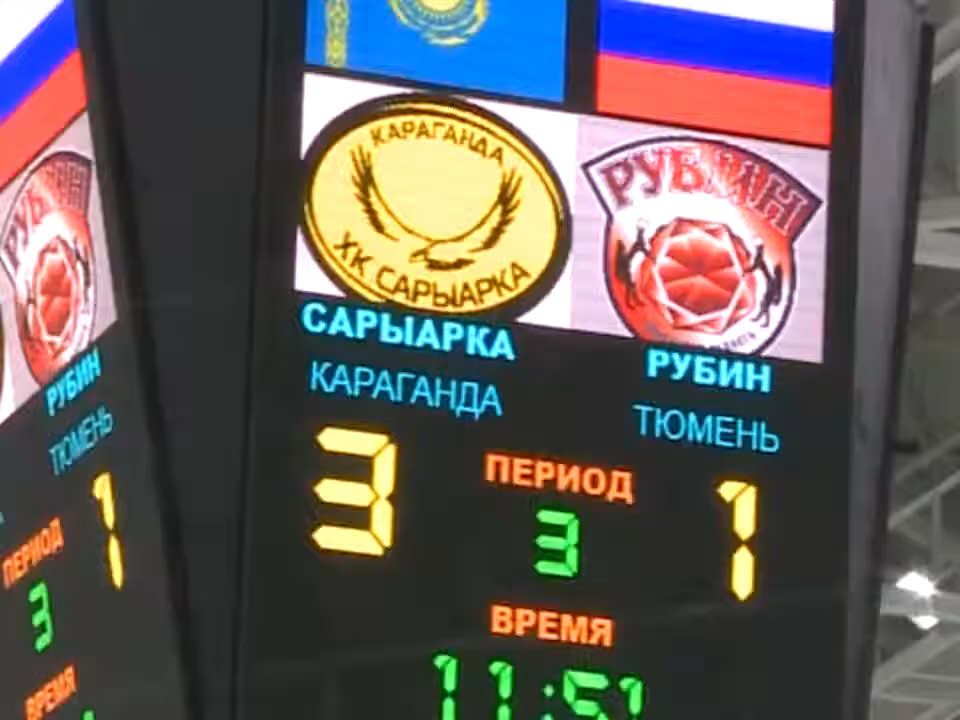 КАРАГАНДА
ХК САРЫАРКА
РУБИН
САРЫАРКА
РУБИН
КАРАГАНДА
ТЮМЕНЬ
3
ПЕРИОД
1
3
ВРЕМЯ
11:51
РУБИН
РУБИН
ТЮМЕНЬ
1
ПЕРИОД
3
ВРЕМЯ